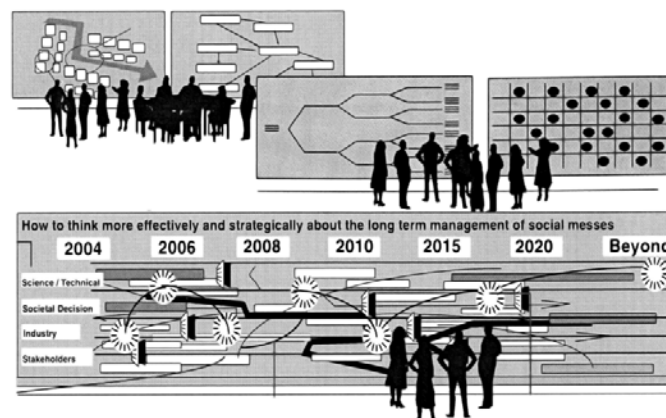 How to think more effectively and strategically about the long term management of social messes
2004 2006 2008 2010 2015 2020 Beyond
Science / Technical
Societal Decision
Industry
Stakeholders